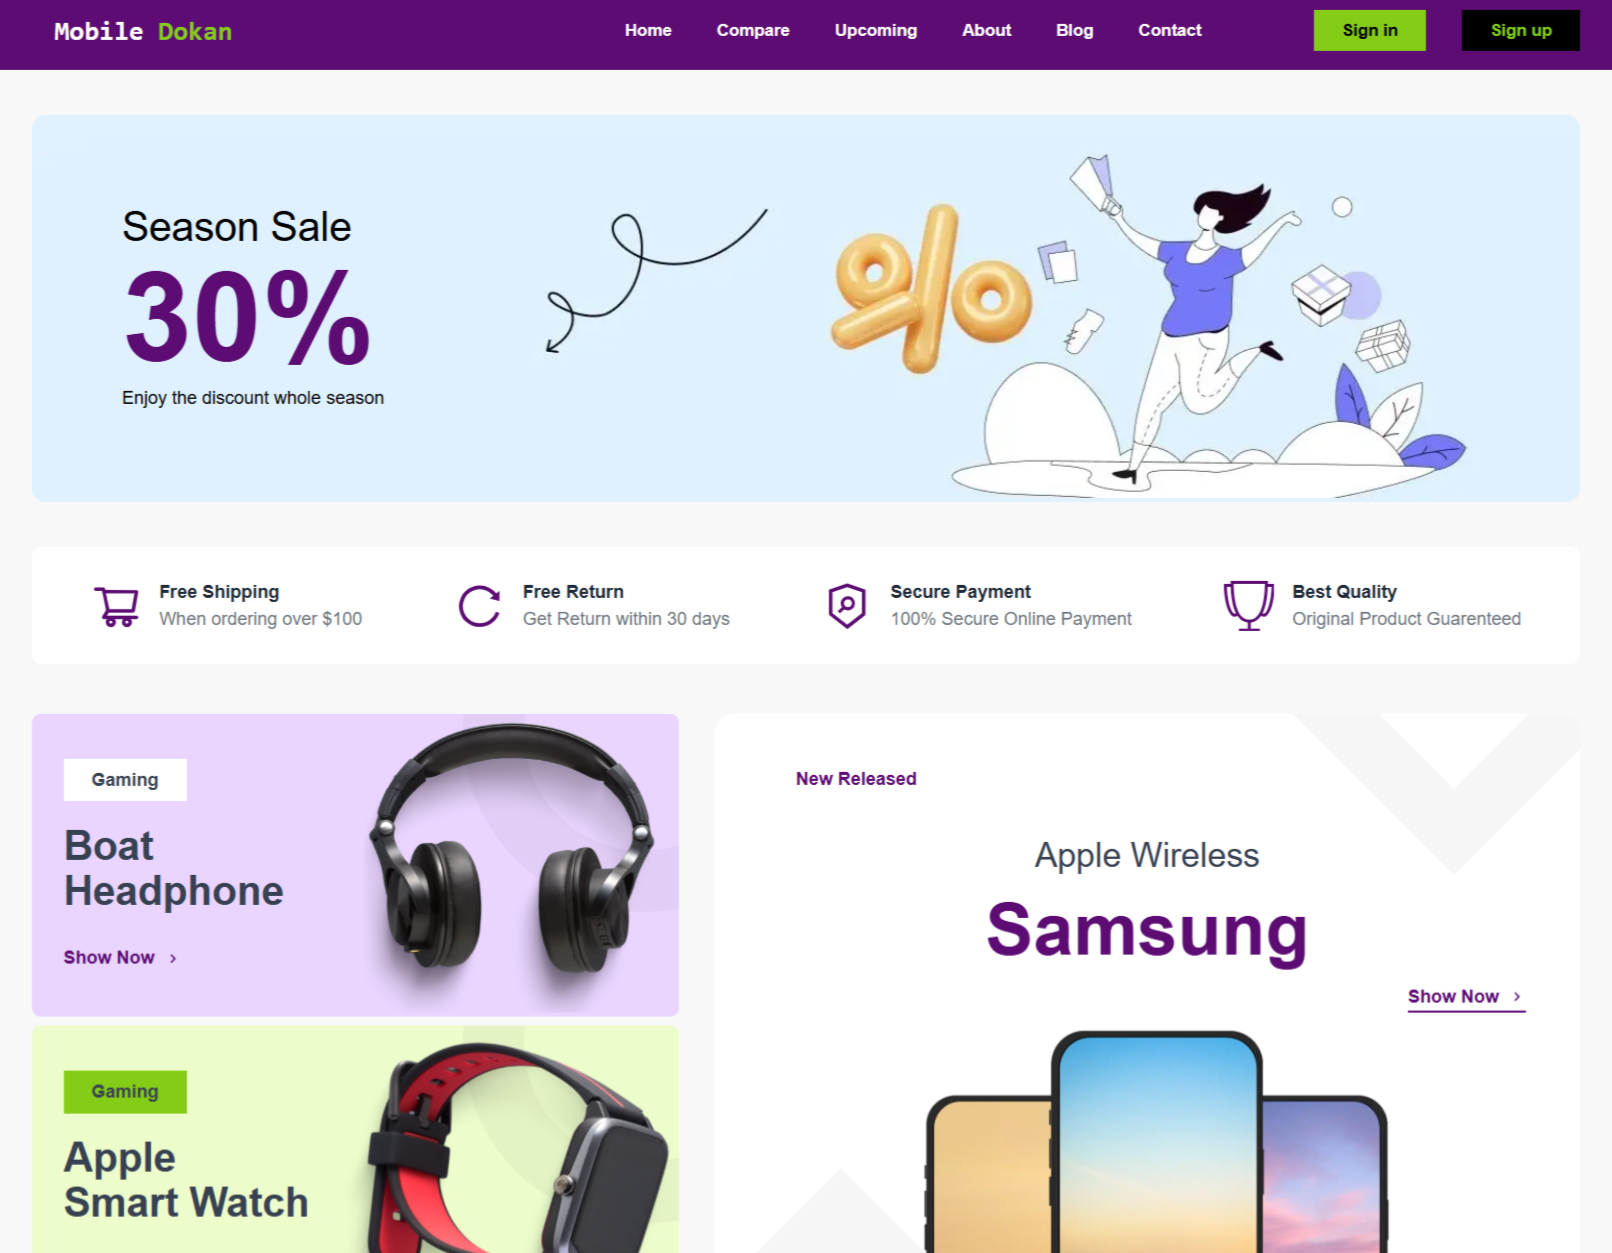 Mobile Dokan
Home Compare Upcoming About Blog Contact
Sign in Sign up
Season Sale
30%
Enjoy the discount whole season
Free Shipping
When ordering over $100
Free Return
Get Return within 30 days
Secure Payment
100% Secure Online Payment
Best Quality
Original Product Guarenteed
Gaming
Boat
Headphone
Show Now
Gaming
Apple
Smart Watch
New Released
Apple Wireless
Samsung
Show Now